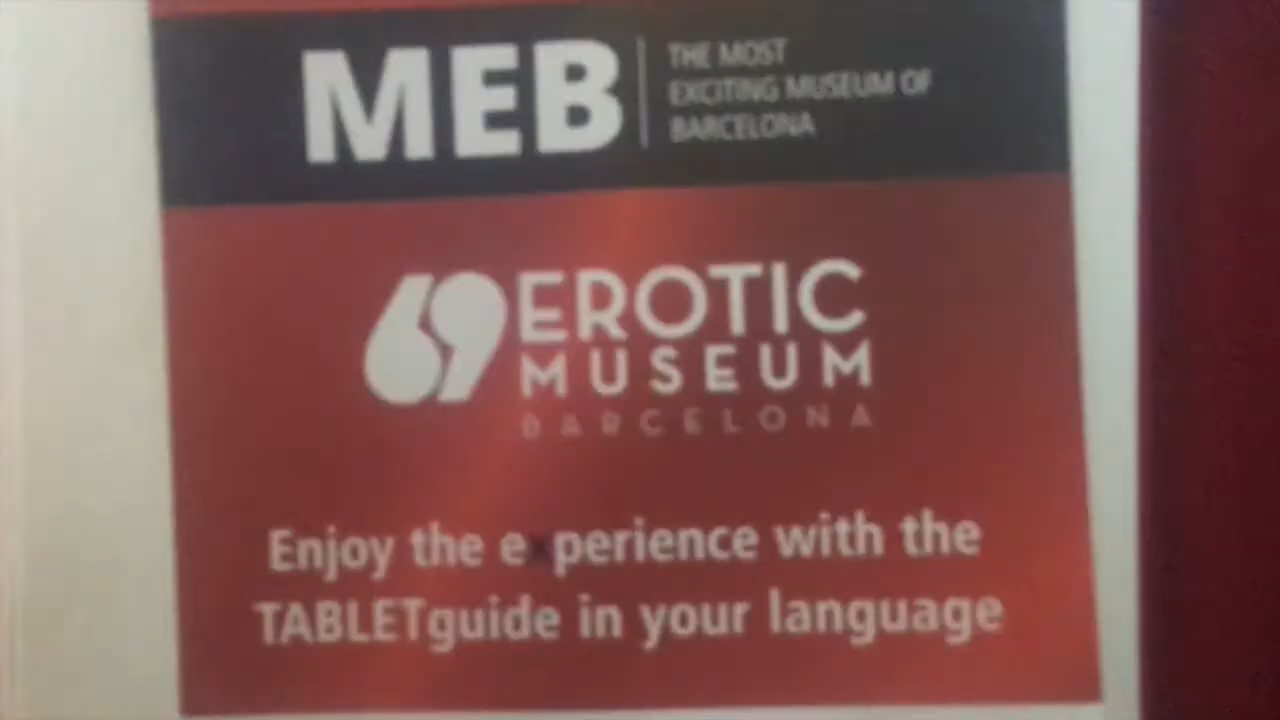 MEB
THE MOST
EXCITING MUSEUM OF
BARCELONA
69 EROTIC
MUSEUM
BARCELONA
Enjoy the experience with the
TABLETguide in your language